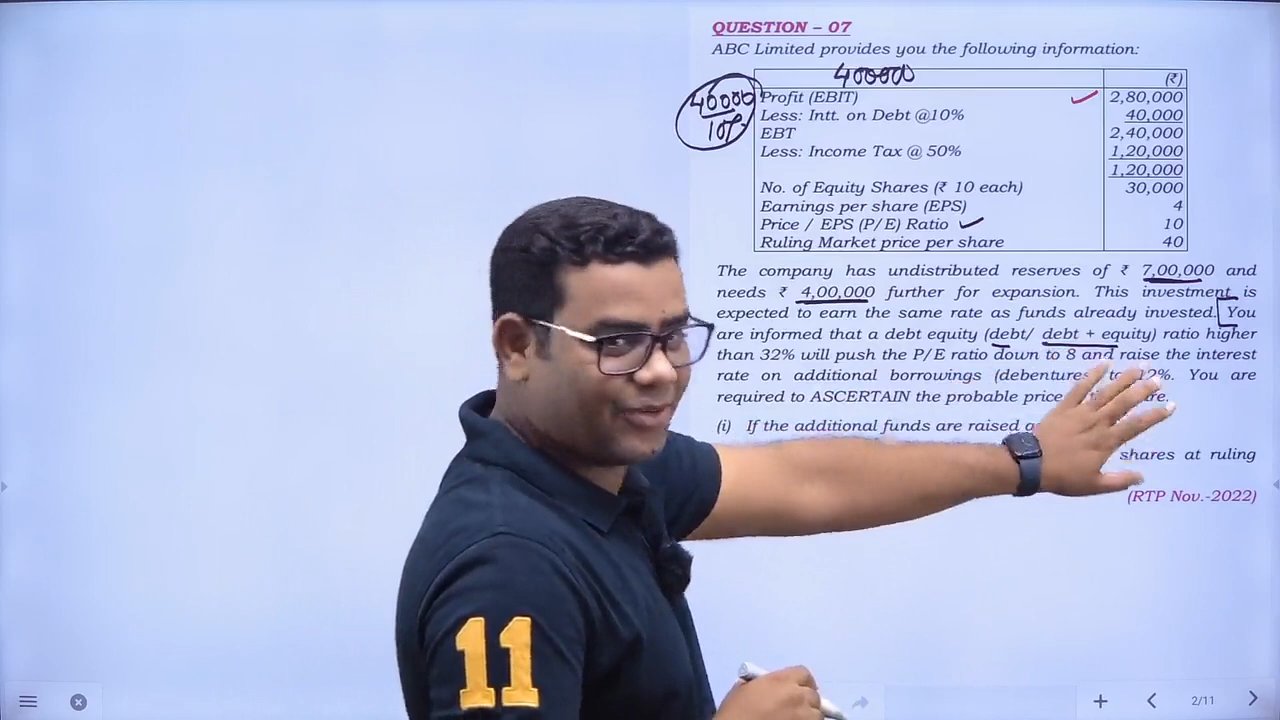 QUESTION – 07
ABC Limited provides you the following information:
400000
(₹)
40000
10%
Profit (EBIT) 2,80,000
Less: Intt. on Debt @10% 40,000
EBT 2,40,000
Less: Income Tax @ 50% 1,20,000
1,20,000
No. of Equity Shares (₹ 10 each) 30,000
Earnings per share (EPS) 4
Price / EPS (P/E) Ratio 10
Ruling Market price per share 40
The company has undistributed reserves of ₹ 7,00,000 and
needs ₹ 4,00,000 further for expansion. This investment is
expected to earn the same rate as funds already invested. You
are informed that a debt equity (debt/ debt + equity) ratio higher
than 32% will push the P/E ratio down to 8 and raise the interest
rate on additional borrowings (debentures) to 12%. You are
required to ASCERTAIN the probable price
(i) If the additional funds are raised
shares at ruling
(RTP Nov.-2022)
11
2/11